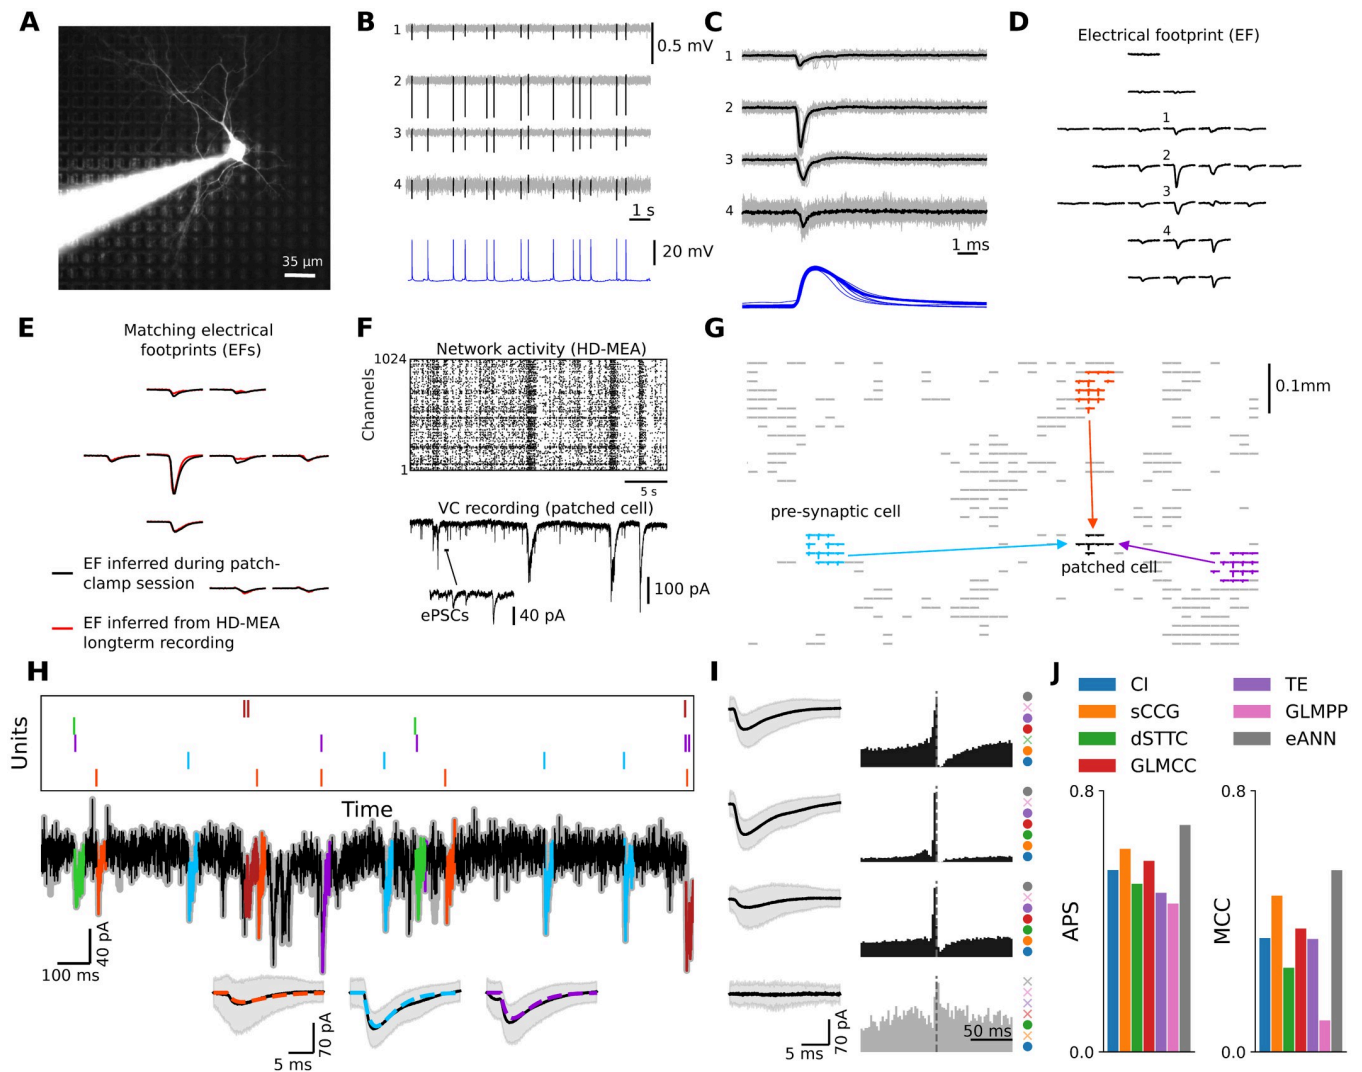 A
35 µm
B
1
2
3
4
0.5 mV
1 s
20 mV
C
1
2
3
4
1 ms
D
Electrical footprint (EF)
1
2
3
4
E
Matching electrical
footprints (EFs)
EF inferred during patch-
clamp session
EF inferred from HD-MEA
longterm recording
F
Network activity (HD-MEA)
1024
Channels
1
5 s
VC recording (patched cell)
100 pA
ePSCs
40 pA
G
0.1mm
pre-synaptic cell
patched cell
H
Units
Time
40 pA
100 ms
5 ms
70 pA
I
50 ms
5 ms
70 pA
J
CI
sCCG
dSTTC
GLMCC
TE
GLMPP
eANN
0.8
APS
0.0
0.8
MCC
0.0